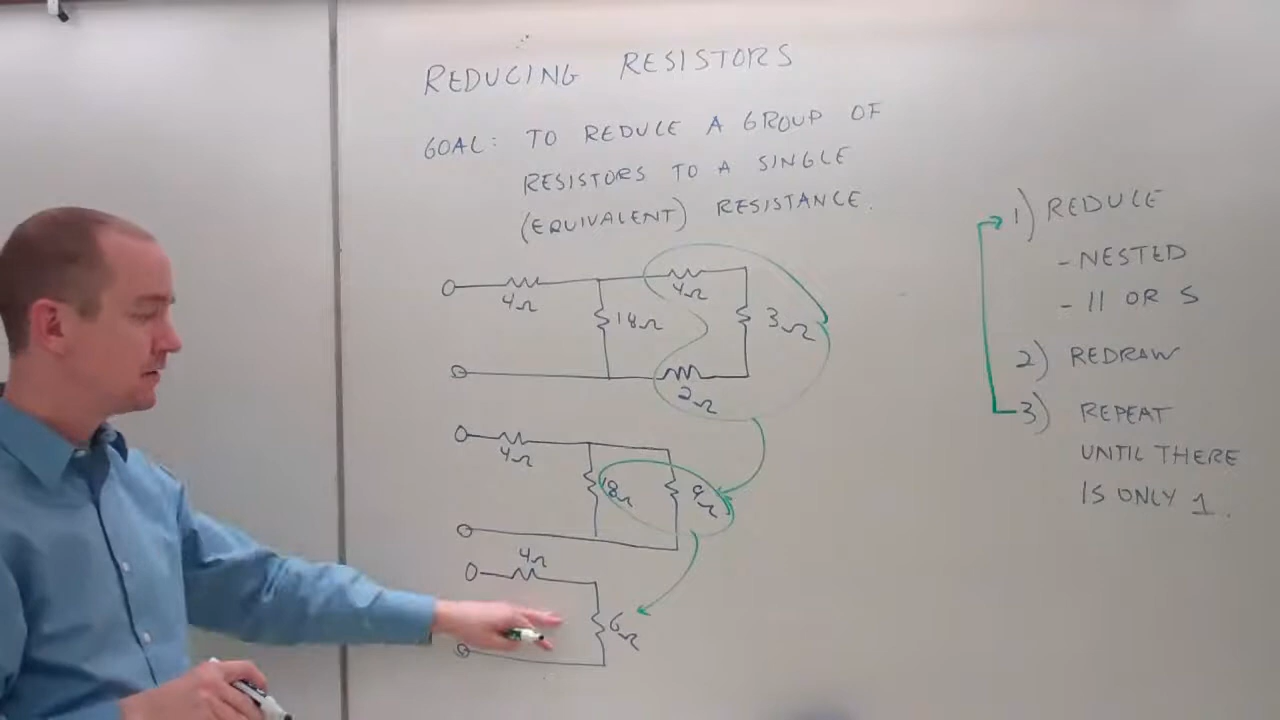 REDUCING RESISTORS
GOAL: TO REDUCE A GROUP OF
RESISTORS TO A SINGLE
(EQUIVALENT) RESISTANCE.
4Ω
4Ω
18Ω
3Ω
2Ω
4Ω
18Ω
9Ω
4Ω
6Ω
1) REDUCE
- NESTED
- || OR S
2) REDRAW
3) REPEAT
UNTIL THERE
IS ONLY 1.